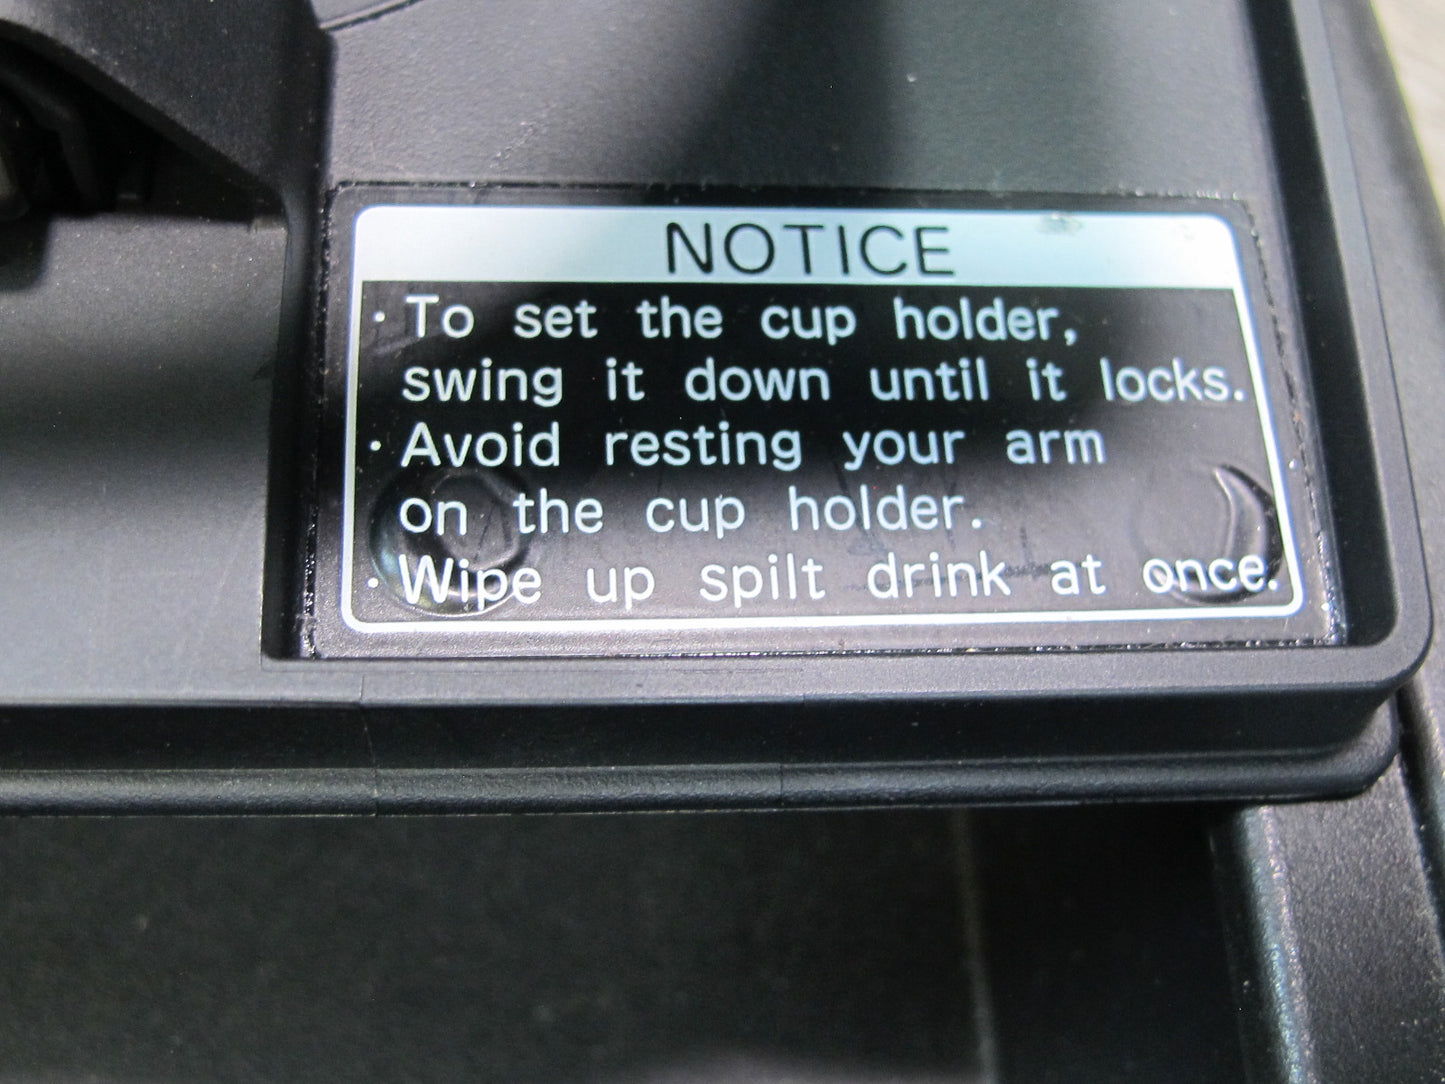 NOTICE
· To set the cup holder,
swing it down until it locks.
· Avoid resting your arm
on the cup holder.
· Wipe up spilt drink at once.